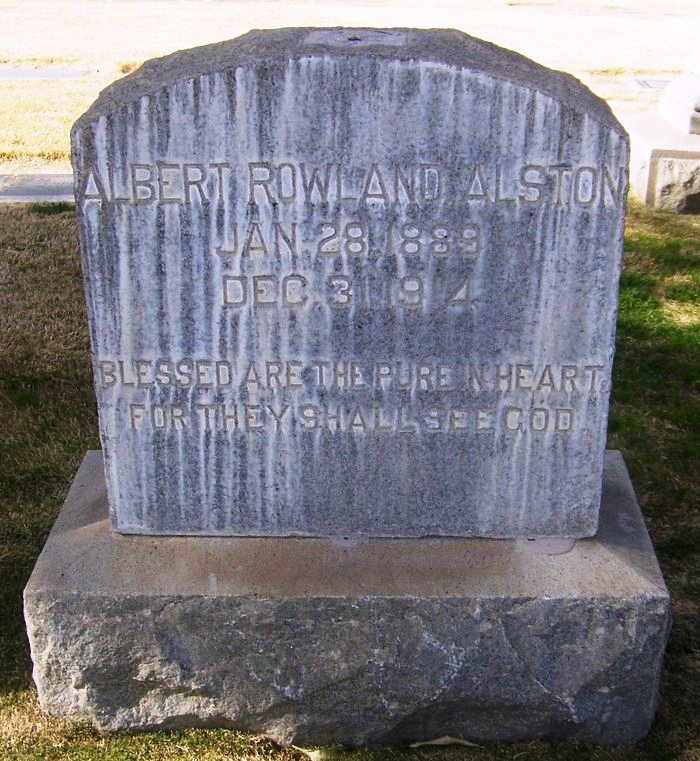 ALBERT ROWLAND ALSTON
JAN. 28. 1889
DEC. 31 1914
BLESSED ARE THE PURE IN HEART.
FOR THEY SHALL SEE GOD.